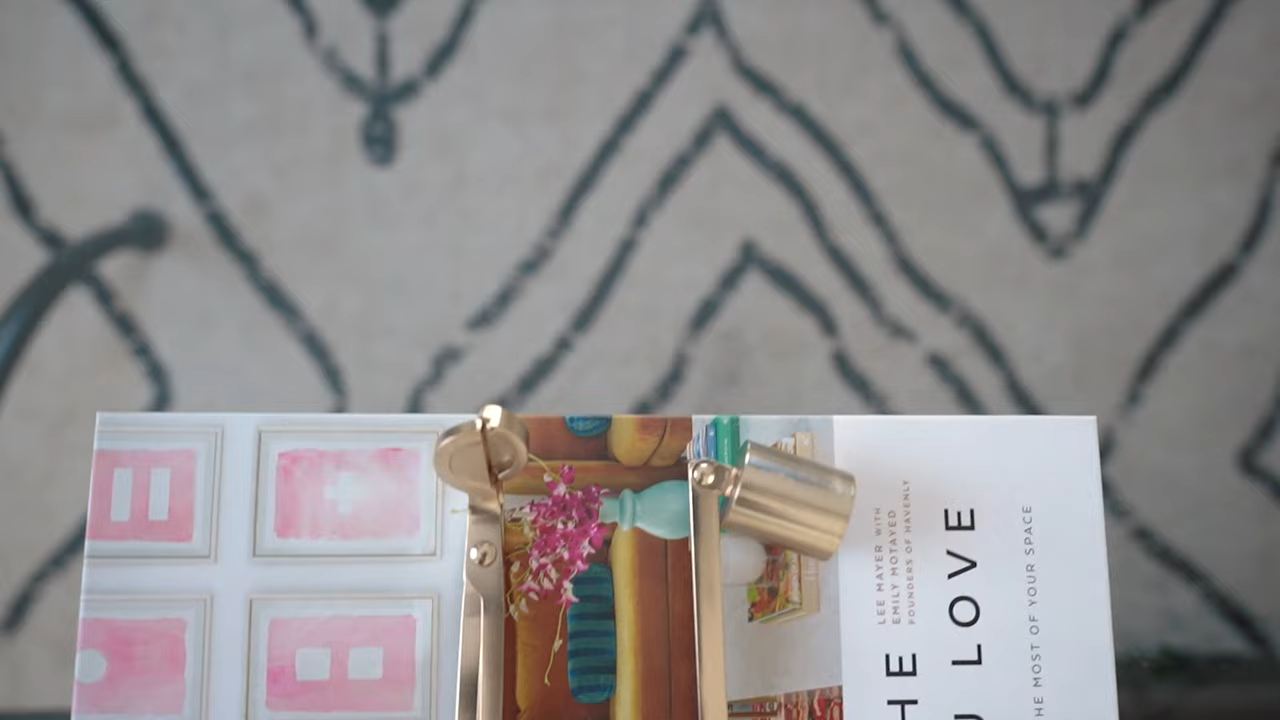 LEE MAYER WITH
EMILY MOTAYED
FOUNDERS OF HAVENLY
HE
U LOVE
HE MOST OF YOUR SPACE